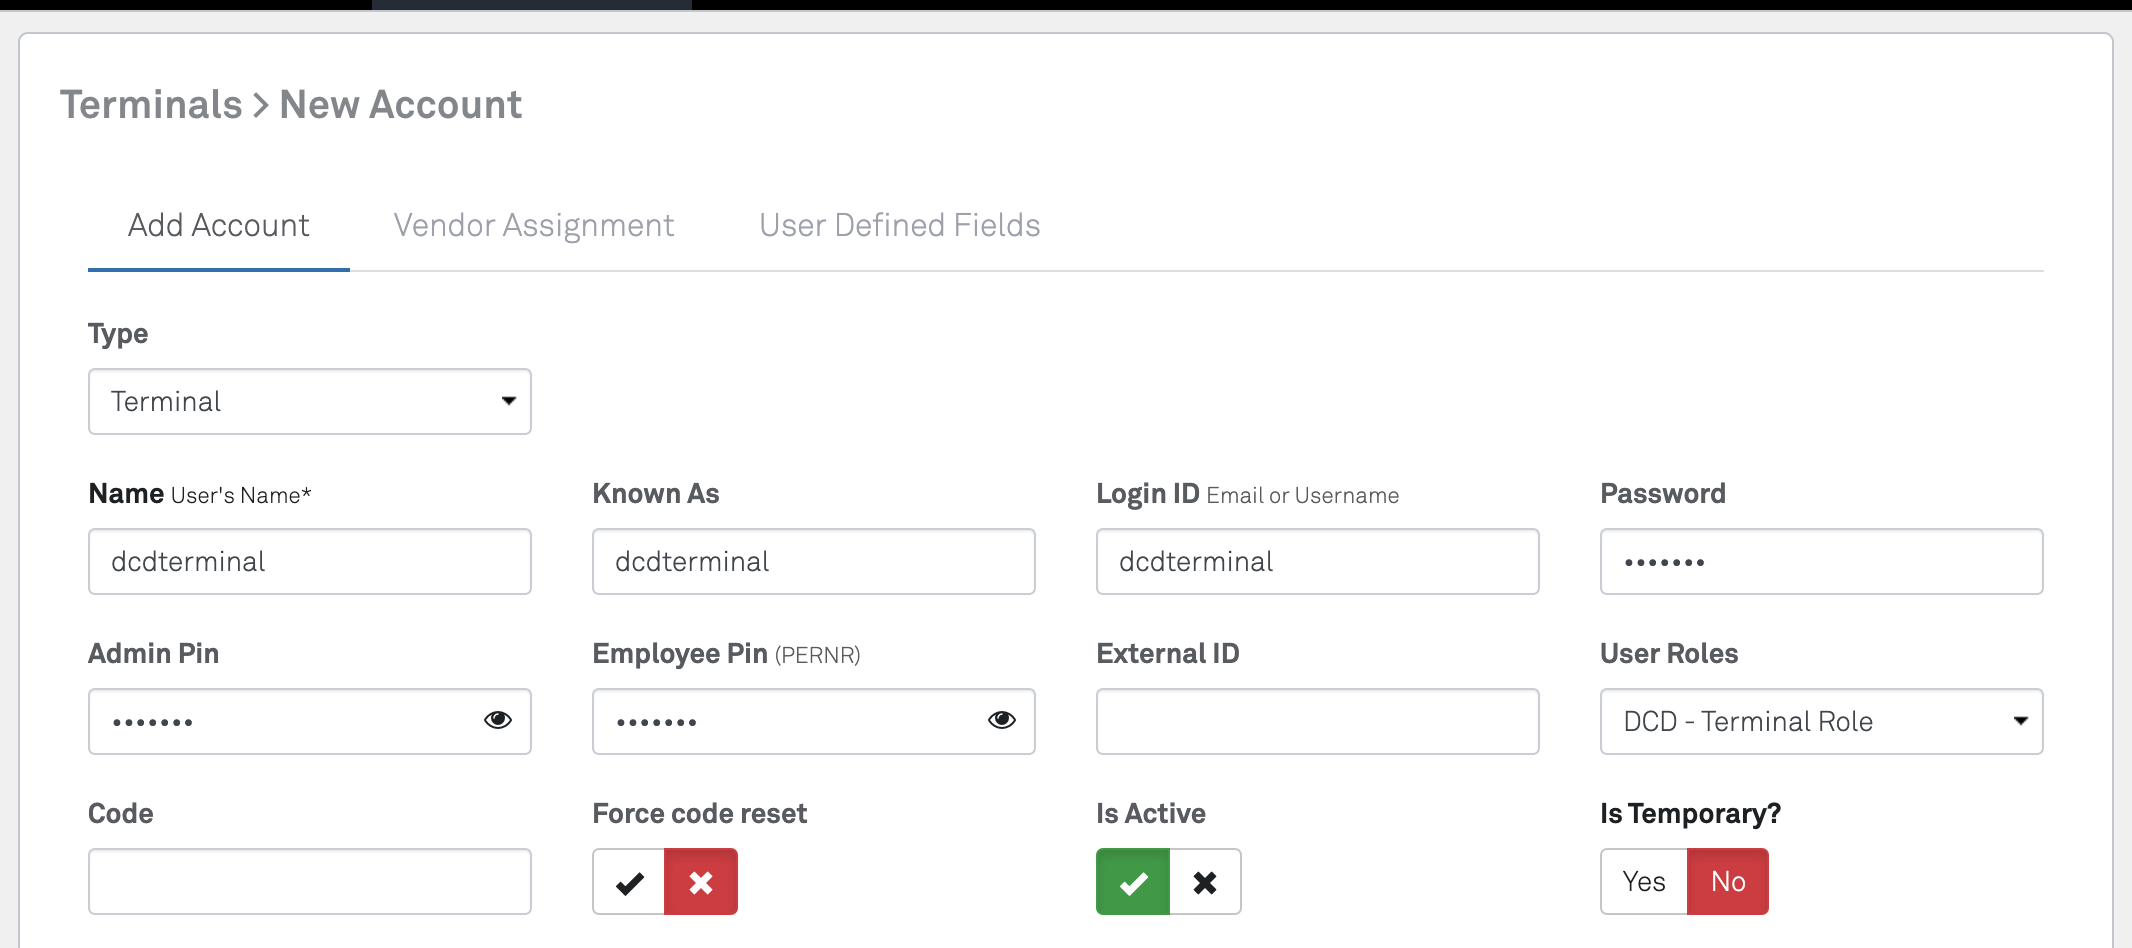 Terminals > New Account
Add Account Vendor Assignment User Defined Fields
Type
Terminal
Name User's Name* Known As Login ID Email or Username Password
dcdterminal dcdterminal dcdterminal •••••••
Admin Pin Employee Pin (PERNR) External ID User Roles
••••••• ••••••• DCD - Terminal Role
Code Force code reset Is Active Is Temporary?
Yes No